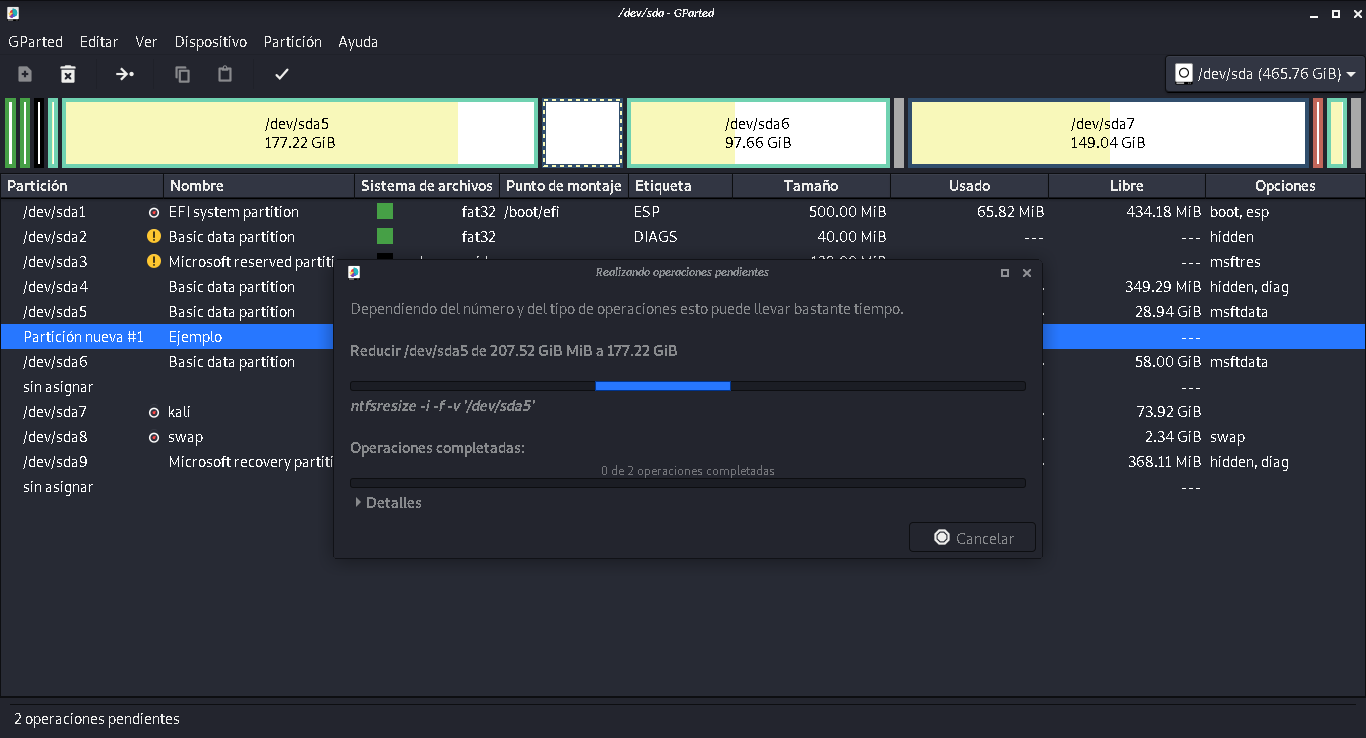 /dev/sda - GParted
GParted Editar Ver Dispositivo Partición Ayuda
/dev/sda (465.76 GiB)
/dev/sda5
177.22 GiB
/dev/sda6
97.66 GiB
/dev/sda7
149.04 GiB
Partición Nombre Sistema de archivos Punto de montaje Etiqueta Tamaño Usado Libre Opciones
/dev/sda1 EFI system partition fat32 /boot/efi ESP 500.00 MiB 65.82 MiB 434.18 MiB boot, esp
/dev/sda2 Basic data partition fat32 DIAGS 40.00 MiB --- --- hidden
/dev/sda3 Microsoft reserved parti --- msftres
/dev/sda4 Basic data partition 349.29 MiB hidden, diag
/dev/sda5 Basic data partition 28.94 GiB msftdata
Partición nueva #1 Ejemplo ---
/dev/sda6 Basic data partition 58.00 GiB msftdata
sin asignar ---
/dev/sda7 kali 73.92 GiB
/dev/sda8 swap 2.34 GiB swap
/dev/sda9 Microsoft recovery partiti 368.11 MiB hidden, diag
sin asignar ---
Realizando operaciones pendientes
Dependiendo del número y del tipo de operaciones esto puede llevar bastante tiempo.
Reducir /dev/sda5 de 207.52 GiB MiB a 177.22 GiB
ntfsresize -i -f -v '/dev/sda5'
Operaciones completadas:
0 de 2 operaciones completadas
Detalles
Cancelar
2 operaciones pendientes